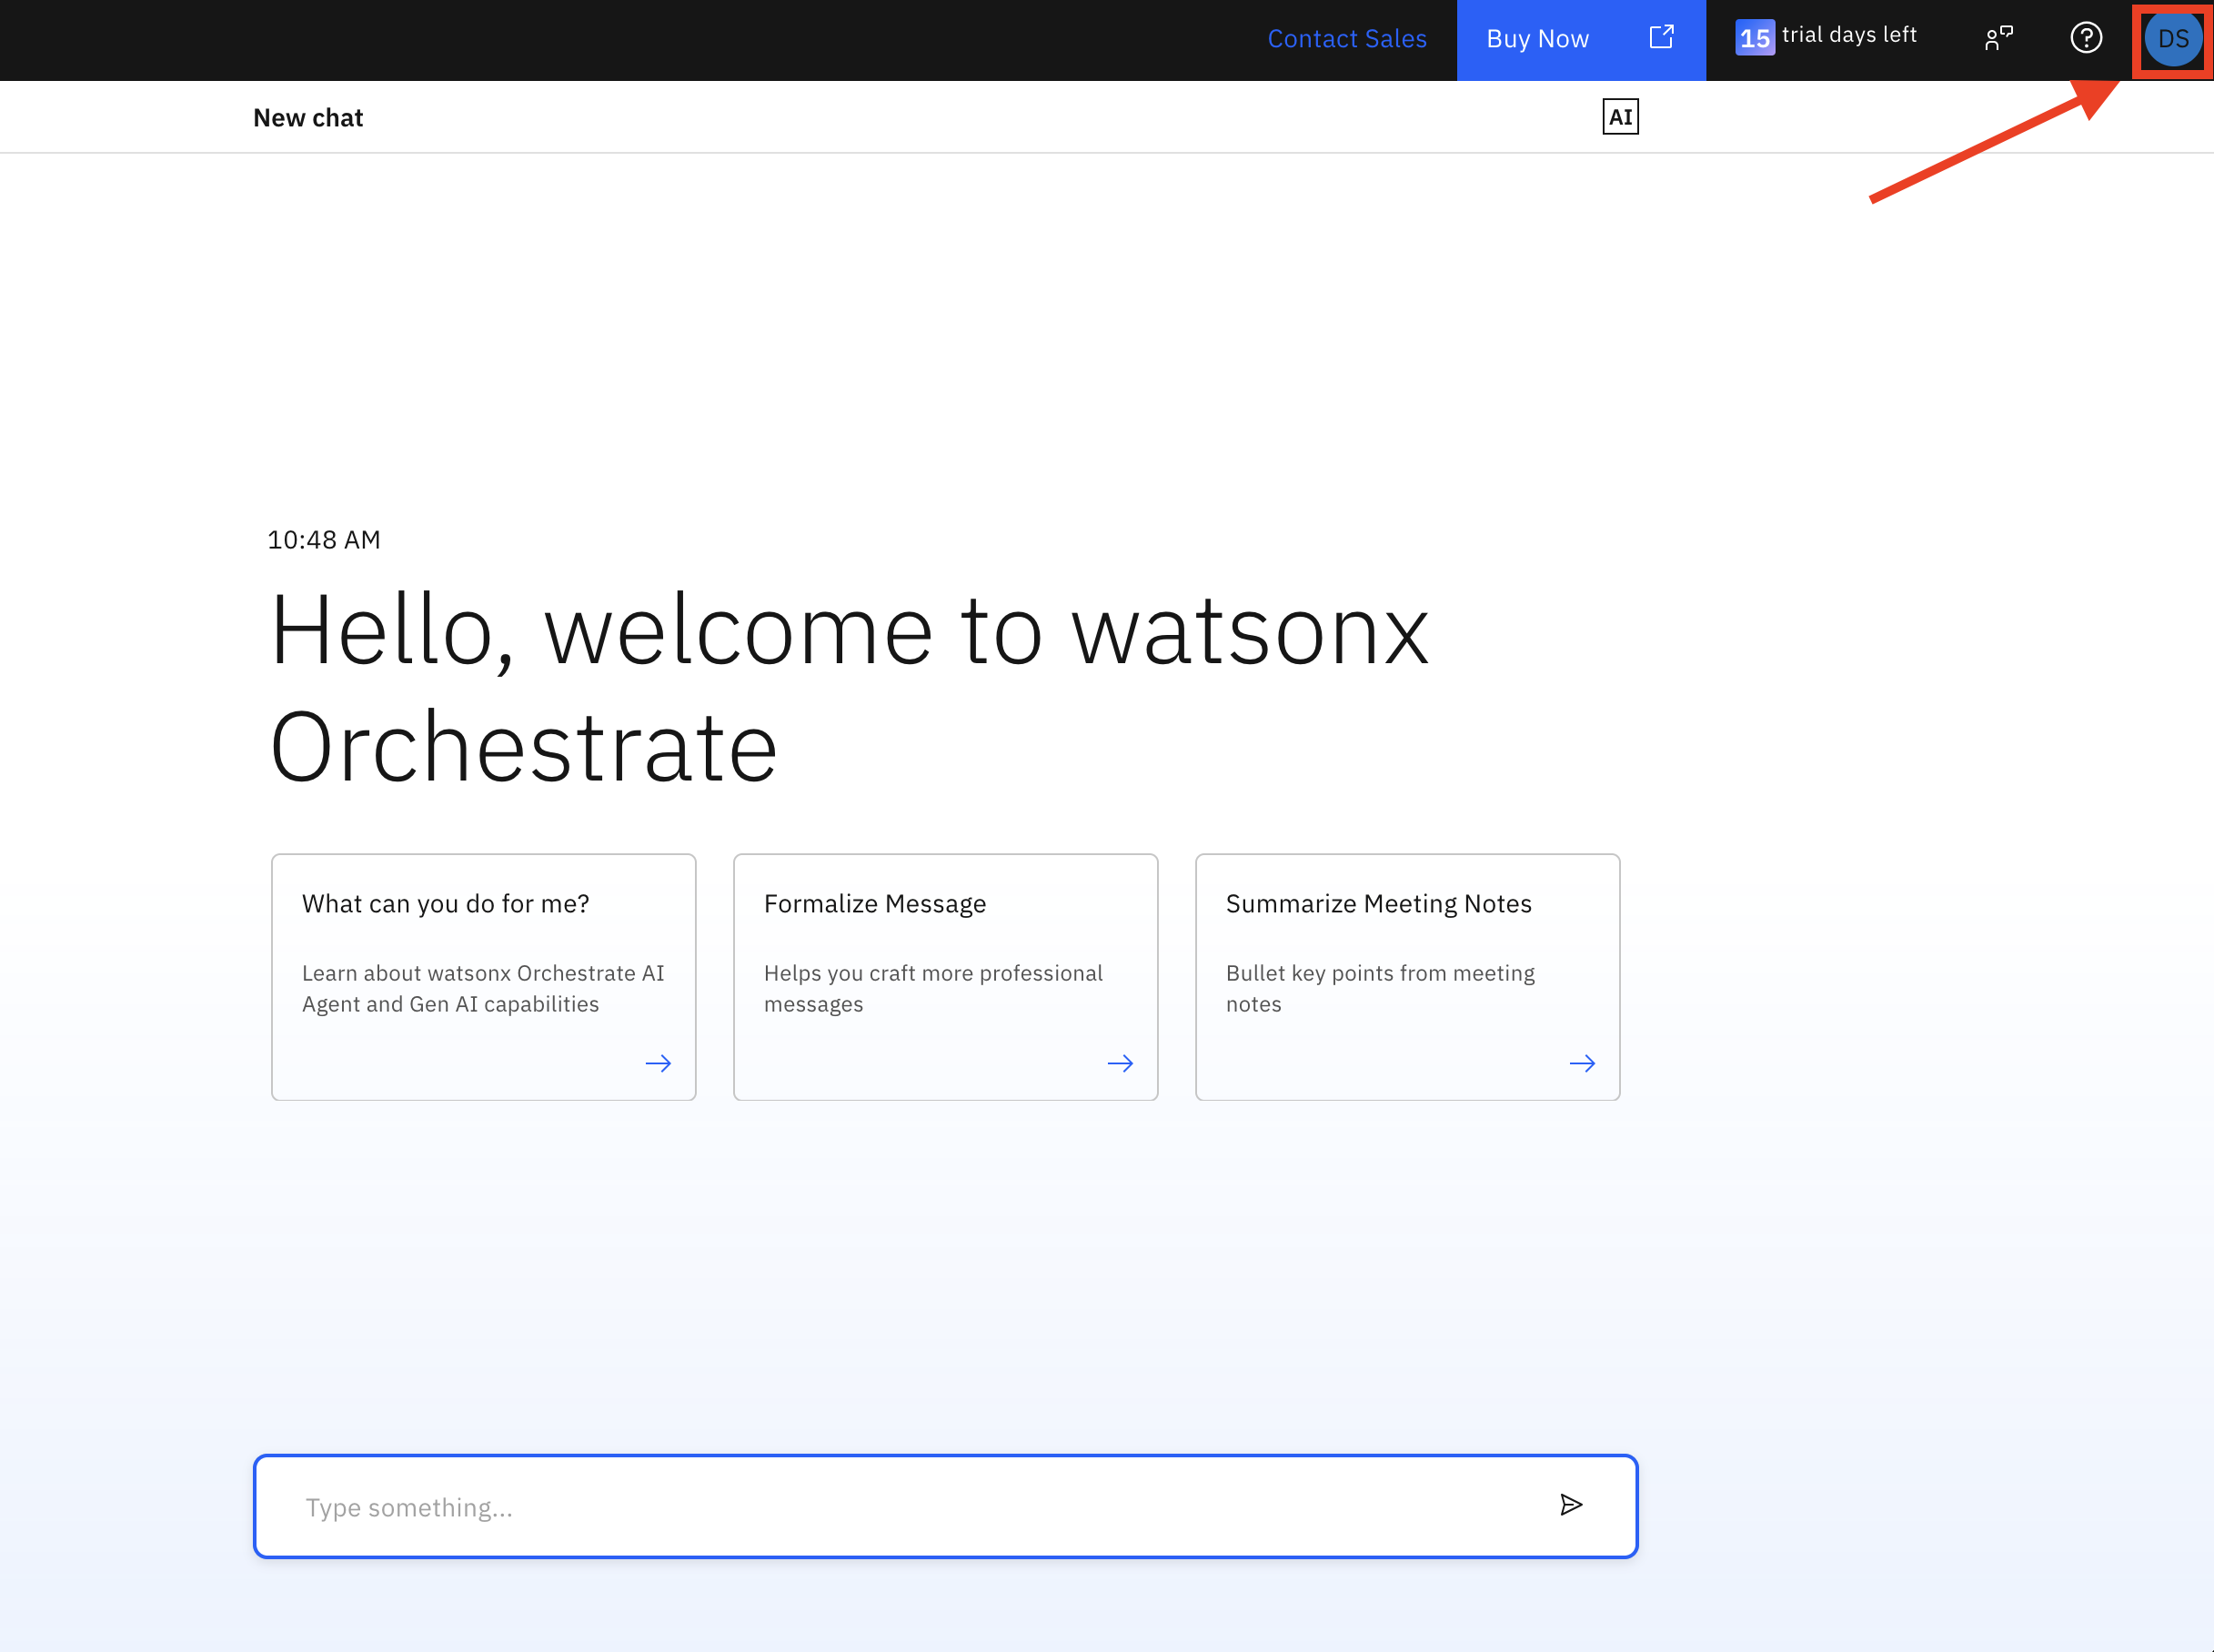 Contact Sales
Buy Now
15 trial days left
?
DS
New chat
AI
10:48 AM
Hello, welcome to watsonx
Orchestrate
What can you do for me?
Learn about watsonx Orchestrate AI
Agent and Gen AI capabilities
Formalize Message
Helps you craft more professional
messages
Summarize Meeting Notes
Bullet key points from meeting
notes
Type something...